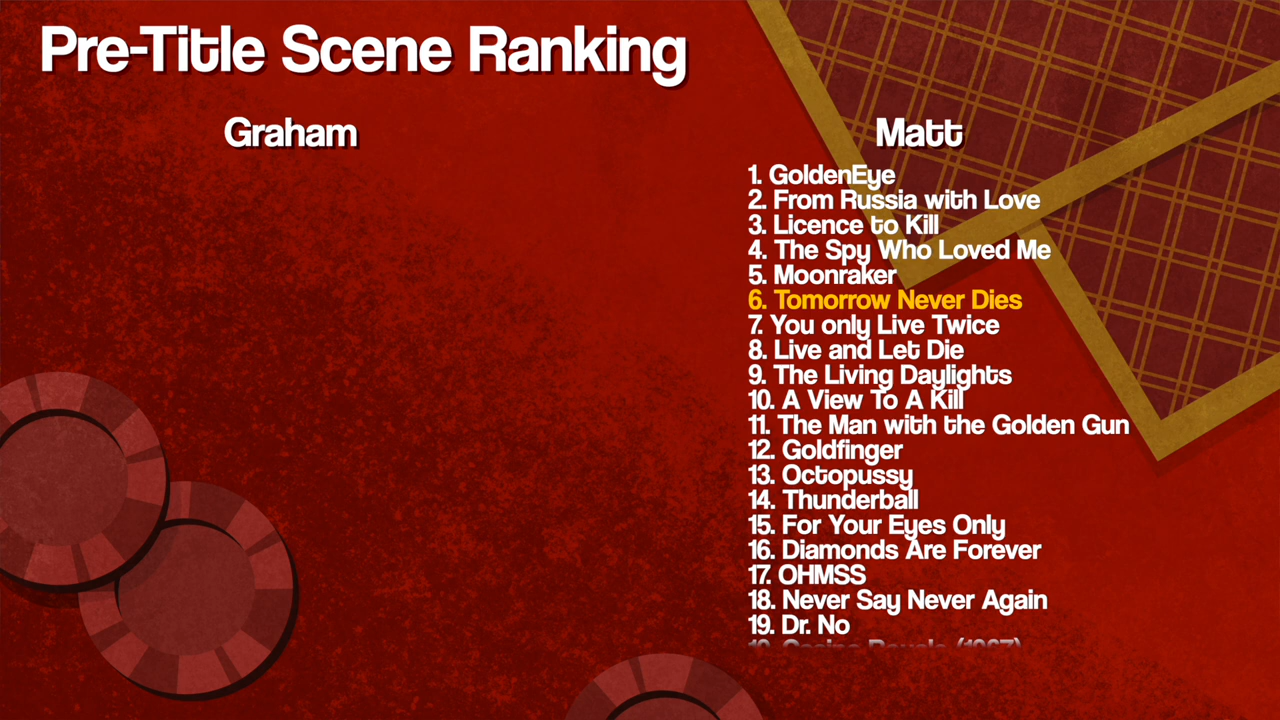 Pre-Title Scene Ranking
Graham
Matt
1. GoldenEye
2. From Russia with Love
3. Licence to Kill
4. The Spy Who Loved Me
5. Moonraker
6. Tomorrow Never Dies
7. You only Live Twice
8. Live and Let Die
9. The Living Daylights
10. A View To A Kill
11. The Man with the Golden Gun
12. Goldfinger
13. Octopussy
14. Thunderball
15. For Your Eyes Only
16. Diamonds Are Forever
17. OHMSS
18. Never Say Never Again
19. Dr. No
19. Casino Royale (1967)